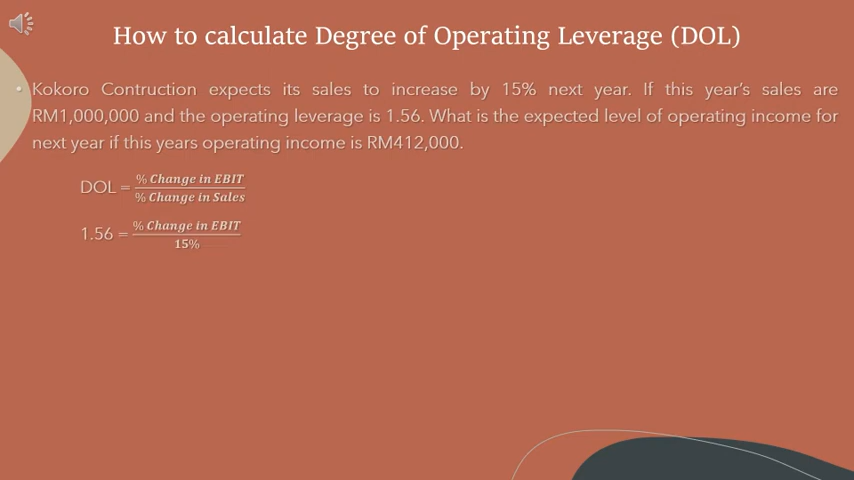 How to calculate Degree of Operating Leverage (DOL)
• Kokoro Contruction expects its sales to increase by 15% next year. If this year's sales are
RM1,000,000 and the operating leverage is 1.56. What is the expected level of operating income for
next year if this years operating income is RM412,000.
DOL = % Change in EBIT / % Change in Sales
1.56 = % Change in EBIT / 15%